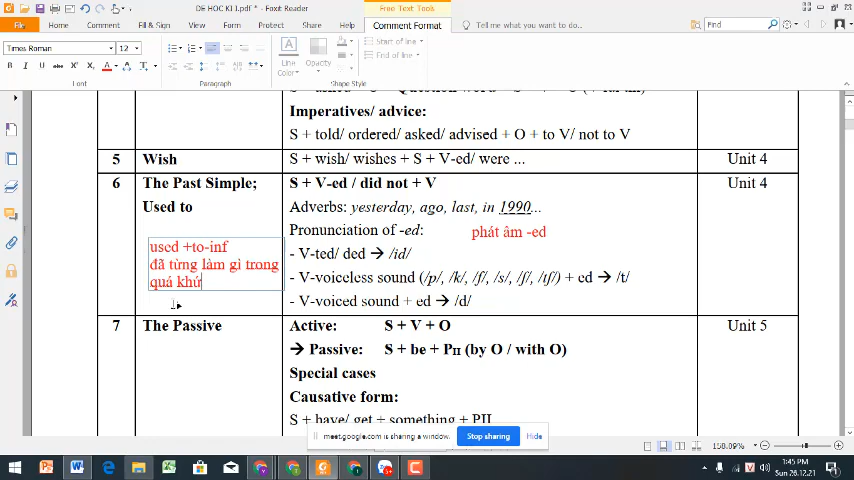 DE HOC KI I.pdf * - Foxit Reader
Free Text Tools
File
Home
Comment
Fill & Sign
View
Protect
Share
Help
Comment Format
Tell me what you want to do...
Find
Times Roman
12
Line Color
Opacity
Start of line
End of line
Font
Paragraph
Shape Style
Imperatives/ advice:
S + told/ ordered/ asked/ advised + O + to V/ not to V
5 Wish S + wish/ wishes + S + V-ed/ were ... Unit 4
6 The Past Simple; S + V-ed / did not + V Unit 4
Used to Adverbs: yesterday, ago, last, in 1990...
Pronunciation of -ed: phát âm -ed
used +to-inf
- V-ted/ ded → /id/
đã từng làm gì trong
- V-voiceless sound (/p/, /k/, /f/, /s/, /ʃ/, /tʃ/) + ed → /t/
quá khứ
- V-voiced sound + ed → /d/
7 The Passive Active: S + V + O Unit 5
→ Passive: S + be + PII (by O / with O)
Special cases
Causative form:
S + have/ get + something + PII
meet.google.com is sharing a window.
Stop sharing
Hide
158.89%
1:45 PM
Sun 26.12.21